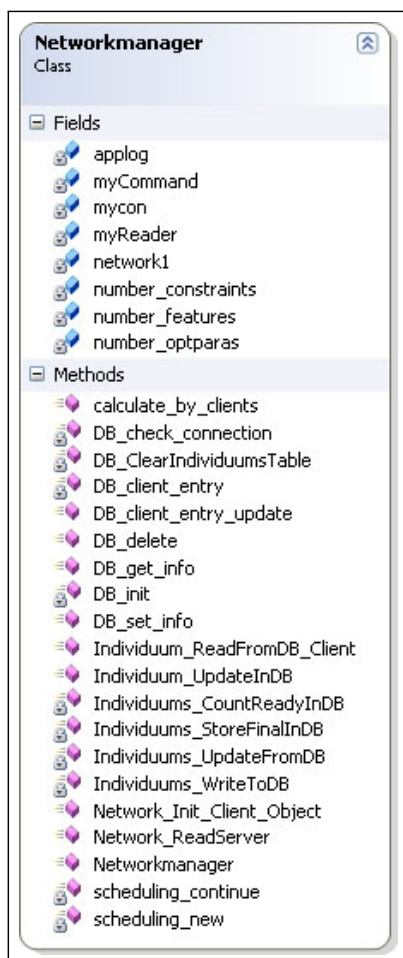 Networkmanager
Class
Fields
applog
myCommand
mycon
myReader
network1
number_constraints
number_features
number_optparas
Methods
calculate_by_clients
DB_check_connection
DB_ClearIndividuumsTable
DB_client_entry
DB_client_entry_update
DB_delete
DB_get_info
DB_init
DB_set_info
Individuum_ReadFromDB_Client
Individuum_UpdateInDB
Individuums_CountReadyInDB
Individuums_StoreFinalInDB
Individuums_UpdateFromDB
Individuums_WriteToDB
Network_Init_Client_Object
Network_ReadServer
Networkmanager
scheduling_continue
scheduling_new